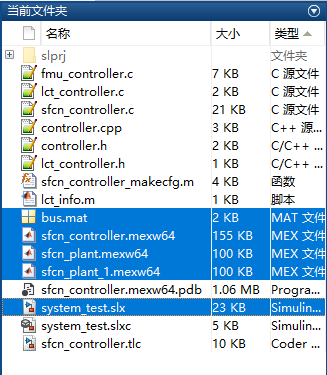 当前文件夹
名称 大小 类型
slprj 文件夹
fmu_controller.c 7 KB C 源文件
lct_controller.c 2 KB C 源文件
sfcn_controller.c 21 KB C 源文件
controller.cpp 3 KB C++ 源...
controller.h 2 KB C/C++ ...
lct_controller.h 1 KB C/C++ ...
sfcn_controller_makecfg.m 4 KB 函数
lct_info.m 1 KB 脚本
bus.mat 2 KB MAT 文件
sfcn_controller.mexw64 155 KB MEX 文件
sfcn_plant.mexw64 100 KB MEX 文件
sfcn_plant_1.mexw64 100 KB MEX 文件
sfcn_controller.mexw64.pdb 1.06 MB Progra...
system_test.slx 23 KB Simulin...
system_test.slxc 5 KB Simulin...
sfcn_controller.tlc 10 KB Coder ...